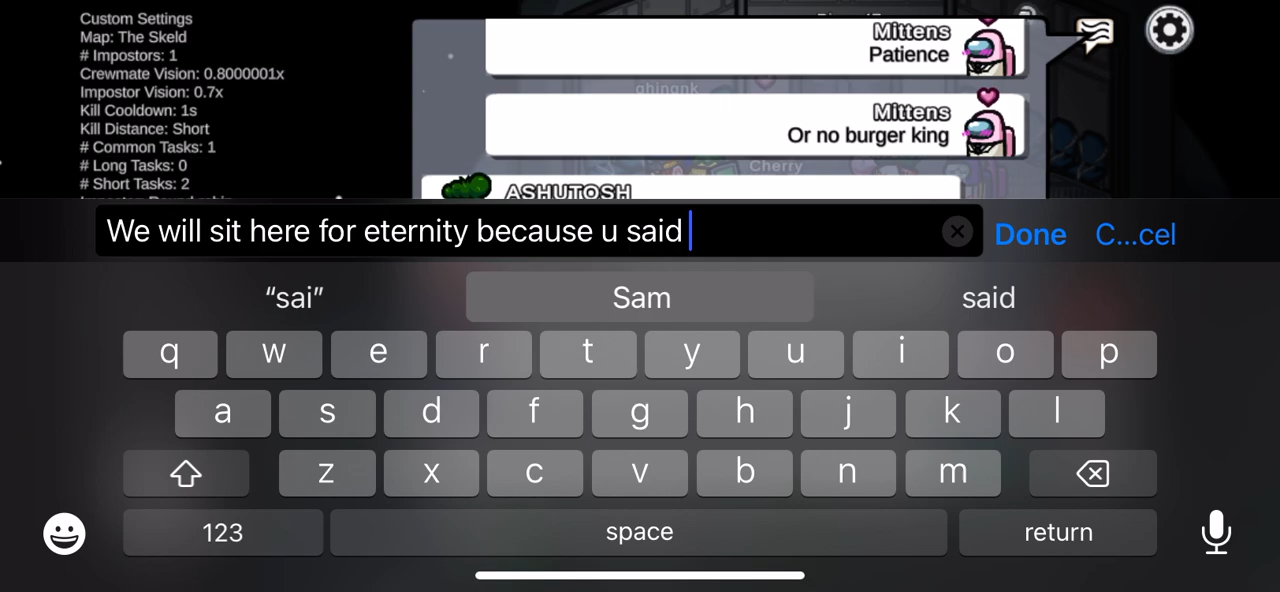 Custom Settings
Map: The Skeld
# Impostors: 1
Crewmate Vision: 0.8000001x
Impostor Vision: 0.7x
Kill Cooldown: 1s
Kill Distance: Short
# Common Tasks: 1
# Long Tasks: 0
# Short Tasks: 2
Mittens
Patience
ghingnk
Mittens
Or no burger king
Cherry
ASHUTOSH
We will sit here for eternity because u said
Done
C...cel
“sai”
Sam
said
q w e r t y u i o p
a s d f g h j k l
z x c v b n m
123
space
return